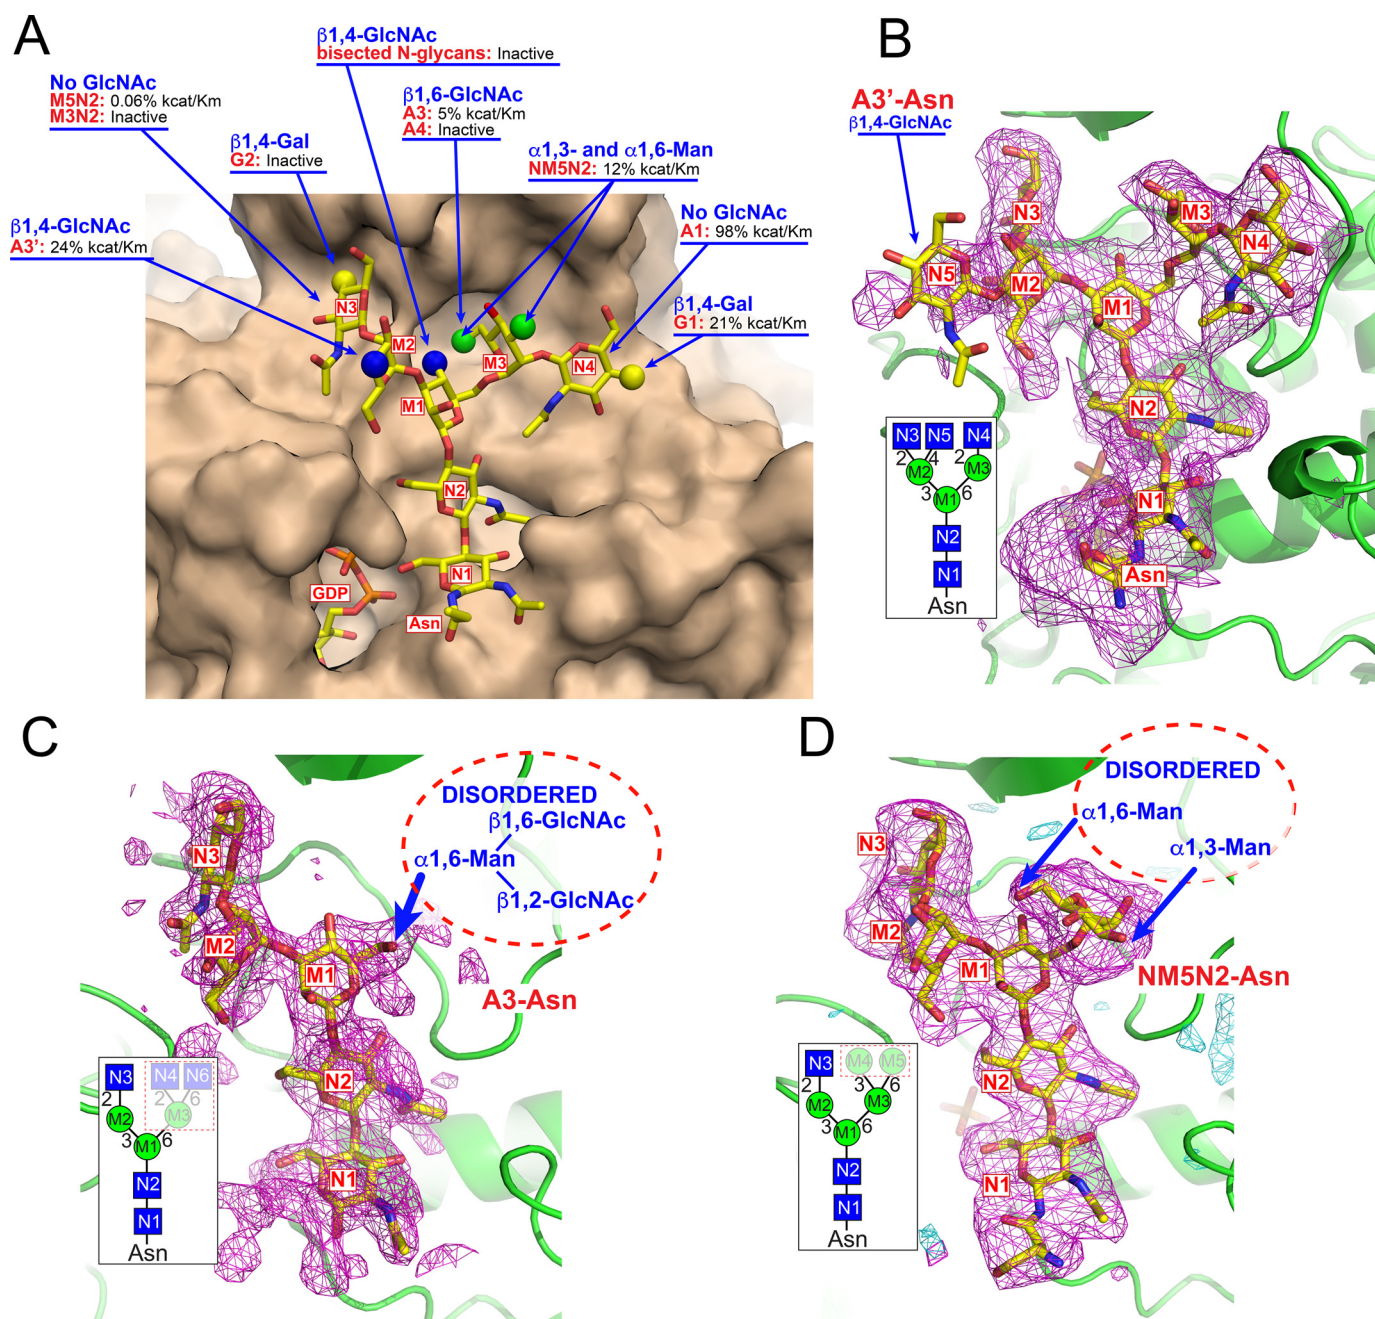 A
β1,4-GlcNAc
bisected N-glycans: Inactive
No GlcNAc
M5N2: 0.06% kcat/Km
M3N2: Inactive
β1,6-GlcNAc
A3: 5% kcat/Km
A4: Inactive
β1,4-Gal
G2: Inactive
α1,3- and α1,6-Man
NM5N2: 12% kcat/Km
β1,4-GlcNAc
A3': 24% kcat/Km
No GlcNAc
A1: 98% kcat/Km
β1,4-Gal
G1: 21% kcat/Km
N3
M2
M3
N4
M1
N2
N1
GDP
Asn
B
A3'-Asn
β1,4-GlcNAc
N3
M3
N4
N5
M2
M1
N2
N1
Asn
N3 N5 N4
2 4 2
M2 M3
3 6
M1
N2
N1
Asn
C
DISORDERED
β1,6-GlcNAc
α1,6-Man
β1,2-GlcNAc
N3
M2
M1
A3-Asn
N2
N1
N3 N4 N6
2 2 6
M2 M3
3 6
M1
N2
N1
Asn
D
DISORDERED
α1,6-Man
α1,3-Man
N3
M2
M1
NM5N2-Asn
N2
N1
N3 M4 M5
2 3 6
M2 M3
3 6
M1
N2
N1
Asn